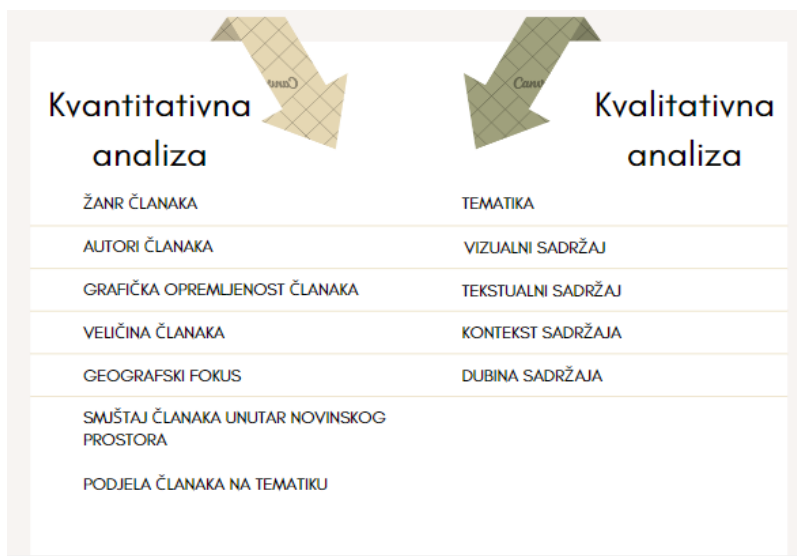 Kvantitativna
analiza
Kvalitativna
analiza
ŽANR ČLANAKA
TEMATIKA
AUTORI ČLANAKA
VIZUALNI SADRŽAJ
GRAFIČKA OPREMLJENOST ČLANAKA
TEKSTUALNI SADRŽAJ
VELIČINA ČLANAKA
KONTEKST SADRŽAJA
GEOGRAFSKI FOKUS
DUBINA SADRŽAJA
SMJŠTAJ ČLANAKA UNUTAR NOVINSKOG
PROSTORA
PODJELA ČLANAKA NA TEMATIKU